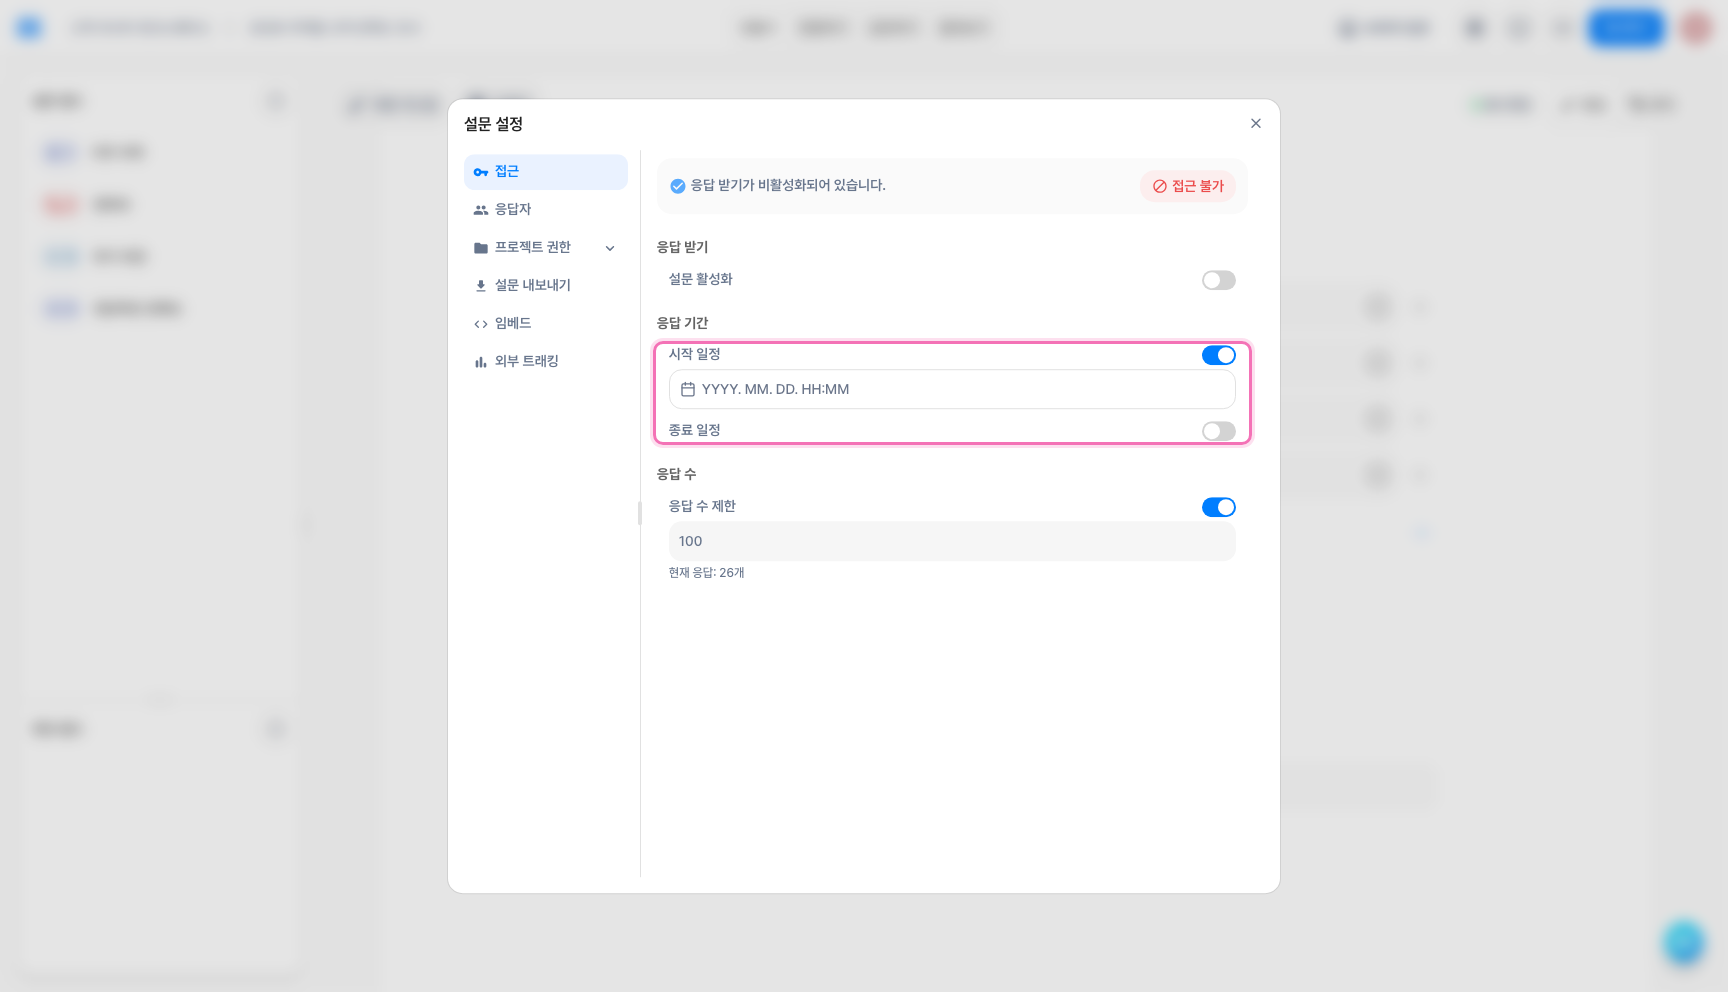 설문 설정
접근
응답자
프로젝트 권한
설문 내보내기
임베드
외부 트래킹
응답 받기가 비활성화되어 있습니다.
접근 불가
응답 받기
설문 활성화
응답 기간
시작 일정
YYYY. MM. DD. HH:MM
종료 일정
응답 수
응답 수 제한
100
현재 응답: 26개